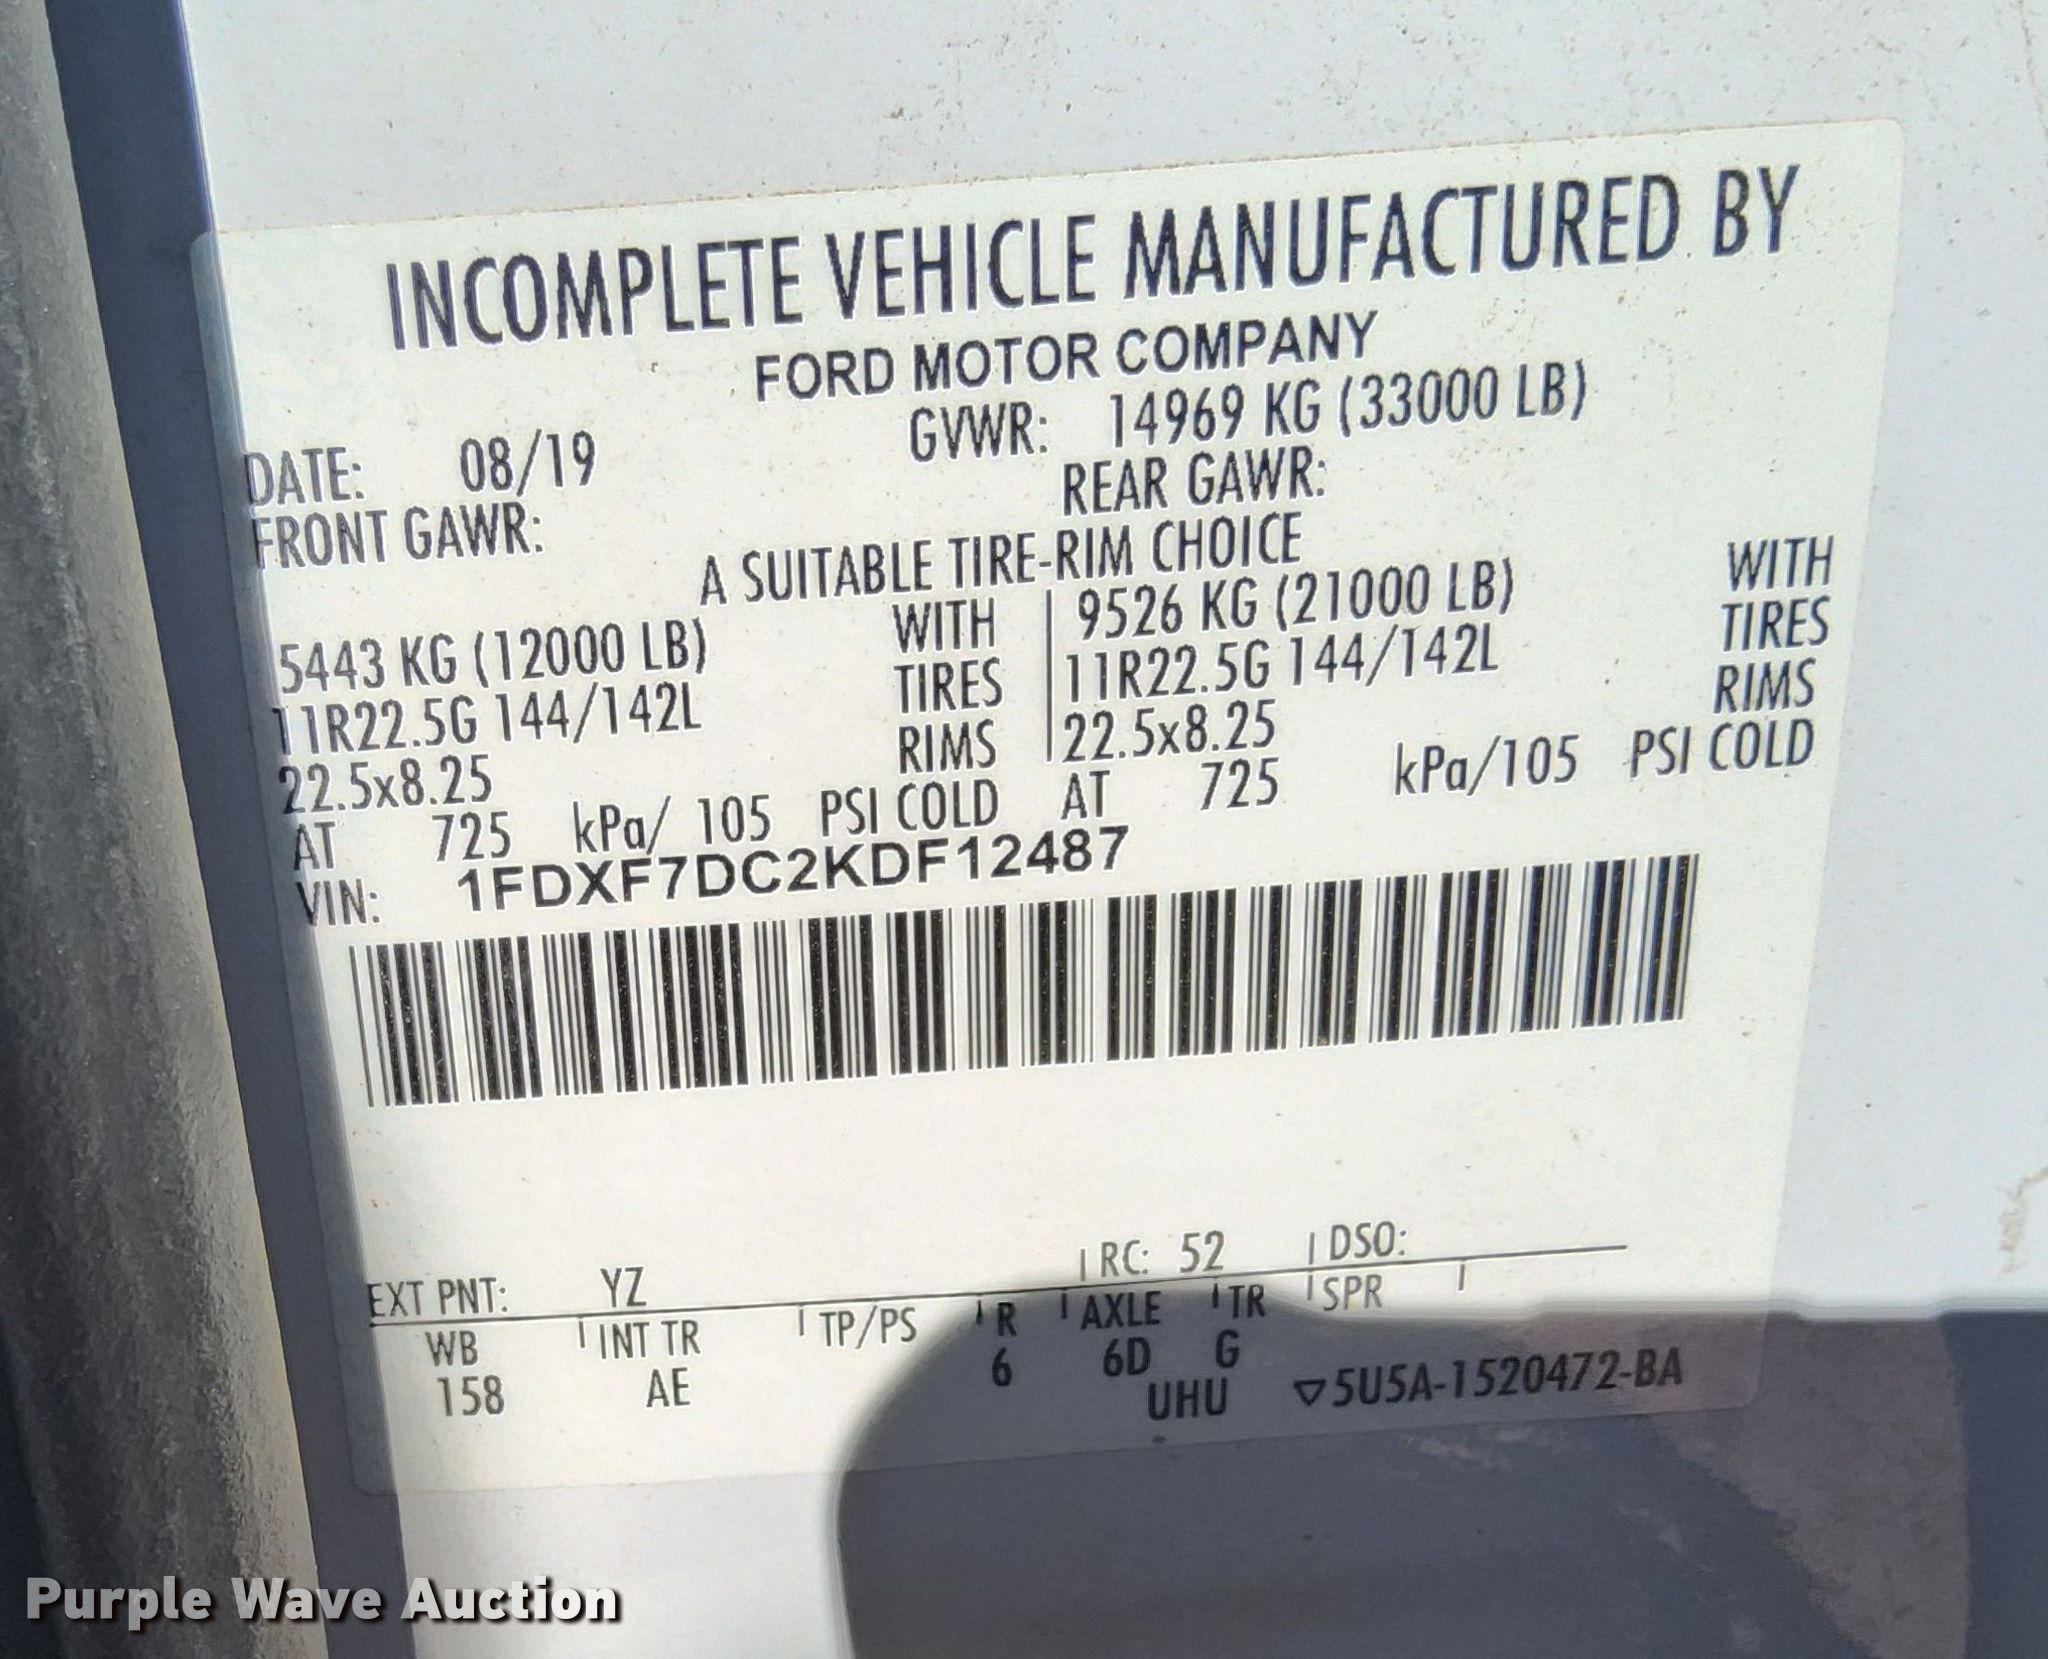 INCOMPLETE VEHICLE MANUFACTURED BY
FORD MOTOR COMPANY
DATE: 08/19 GVWR: 14969 KG (33000 LB)
FRONT GAWR: REAR GAWR:
A SUITABLE TIRE-RIM CHOICE
5443 KG (12000 LB) WITH 9526 KG (21000 LB) WITH
11R22.5G 144/142L TIRES 11R22.5G 144/142L TIRES
22.5x8.25 RIMS 22.5x8.25 RIMS
AT 725 kPa/ 105 PSI COLD AT 725 kPa/105 PSI COLD
VIN: 1FDXF7DC2KDF12487
EXT PNT: YZ RC: 52 DSO:
WB INT TR TP/PS R AXLE TR SPR
158 AE 6 6D G
UHU ▽5U5A-1520472-BA
Purple Wave Auction